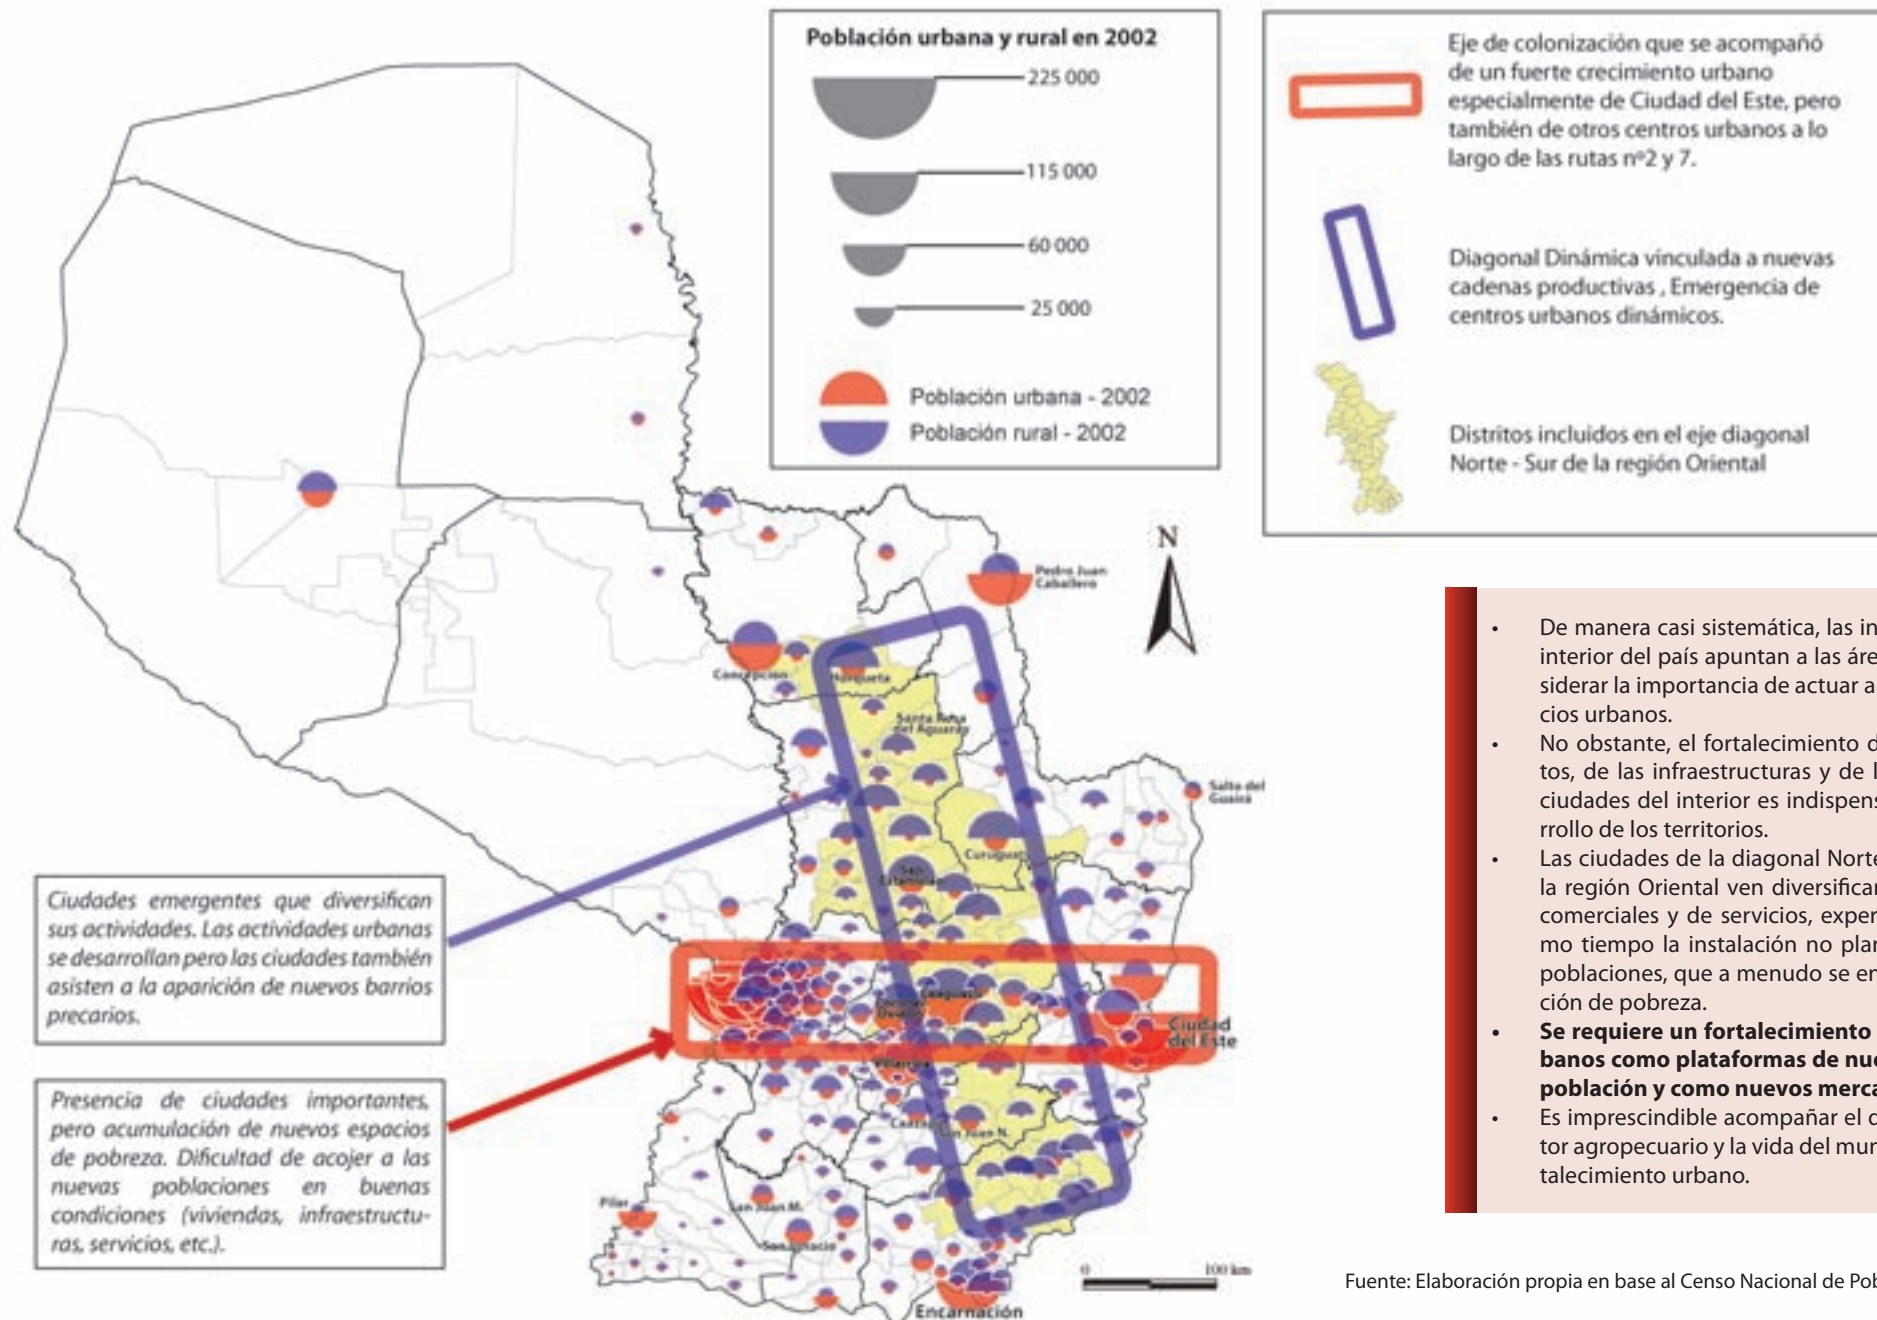 Población urbana y rural en 2002
225 000
115 000
60 000
25 000
Población urbana - 2002
Población rural - 2002
Eje de colonización que se acompañó
de un fuerte crecimiento urbano
especialmente de Ciudad del Este, pero
también de otros centros urbanos a lo
largo de las rutas nº2 y 7.
Diagonal Dinámica vinculada a nuevas
cadenas productivas , Emergencia de
centros urbanos dinámicos.
Distritos incluidos en el eje diagonal
Norte - Sur de la región Oriental
N
Pedro Juan
Caballero
Concepción
Horqueta
Santa Rosa
del Aguaray
Salto del
Guairá
Curuguaty
San
Estanislao
Caaguazú
Coronel
Oviedo
Ciudad
del Este
Villarrica
Caazapá
San Juan N.
Pilar
San Juan M.
San Ignacio
Encarnación
0 100 km
Ciudades emergentes que diversifican
sus actividades. Las actividades urbanas
se desarrollan pero las ciudades también
asisten a la aparición de nuevos barrios
precarios.
Presencia de ciudades importantes,
pero acumulación de nuevos espacios
de pobreza. Dificultad de acojer a las
nuevas poblaciones en buenas
condiciones (viviendas, infraestructu-
ras, servicios, etc.).
• De manera casi sistemática, las in
interior del país apuntan a las áre
siderar la importancia de actuar a
cios urbanos.
• No obstante, el fortalecimiento d
tos, de las infraestructuras y de l
ciudades del interior es indispens
rrollo de los territorios.
• Las ciudades de la diagonal Norte
la región Oriental ven diversificar
comerciales y de servicios, exper
mo tiempo la instalación no plan
poblaciones, que a menudo se en
ción de pobreza.
• Se requiere un fortalecimiento
banos como plataformas de nue
población y como nuevos merca
• Es imprescindible acompañar el d
tor agropecuario y la vida del mun
talecimiento urbano.
Fuente: Elaboración propia en base al Censo Nacional de Pob